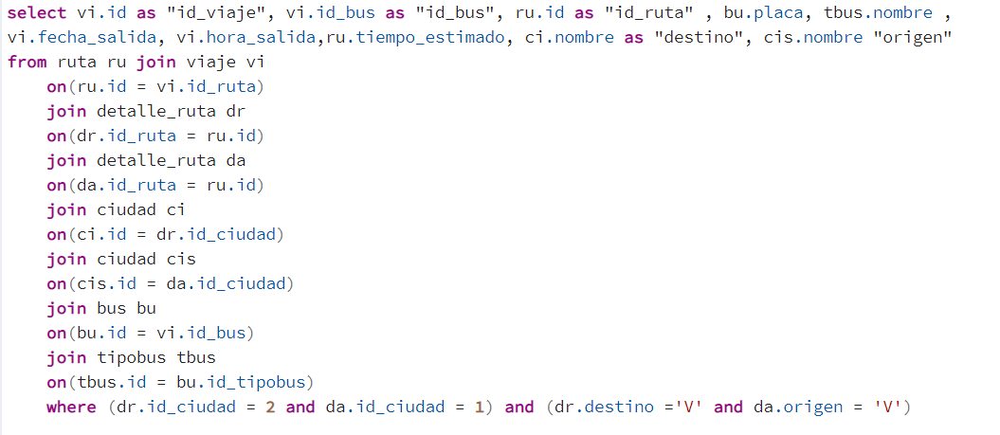 select vi.id as "id_viaje", vi.id_bus as "id_bus", ru.id as "id_ruta" , bu.placa, tbus.nombre ,
vi.fecha_salida, vi.hora_salida,ru.tiempo_estimado, ci.nombre as "destino", cis.nombre "origen"
from ruta ru join viaje vi
on(ru.id = vi.id_ruta)
join detalle_ruta dr
on(dr.id_ruta = ru.id)
join detalle_ruta da
on(da.id_ruta = ru.id)
join ciudad ci
on(ci.id = dr.id_ciudad)
join ciudad cis
on(cis.id = da.id_ciudad)
join bus bu
on(bu.id = vi.id_bus)
join tipobus tbus
on(tbus.id = bu.id_tipobus)
where (dr.id_ciudad = 2 and da.id_ciudad = 1) and (dr.destino ='V' and da.origen = 'V')